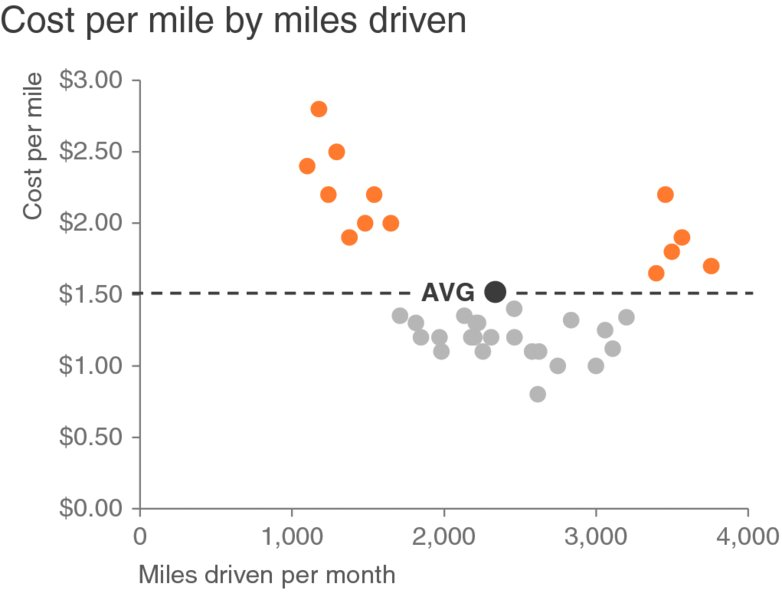 Cost per mile by miles driven
Cost per mile
$3.00
$2.50
$2.00
$1.50
$1.00
$0.50
$0.00
AVG
0 1,000 2,000 3,000 4,000
Miles driven per month